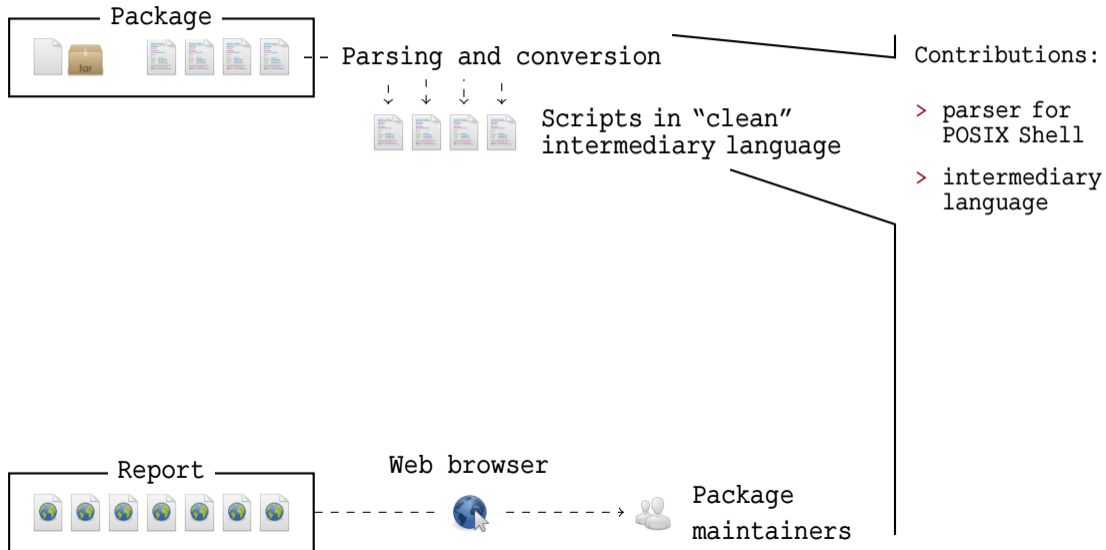 Package
tar
Parsing and conversion
Scripts in “clean”
intermediary language
Contributions:
> parser for
POSIX Shell
> intermediary
language
Report
Web browser
Package
maintainers